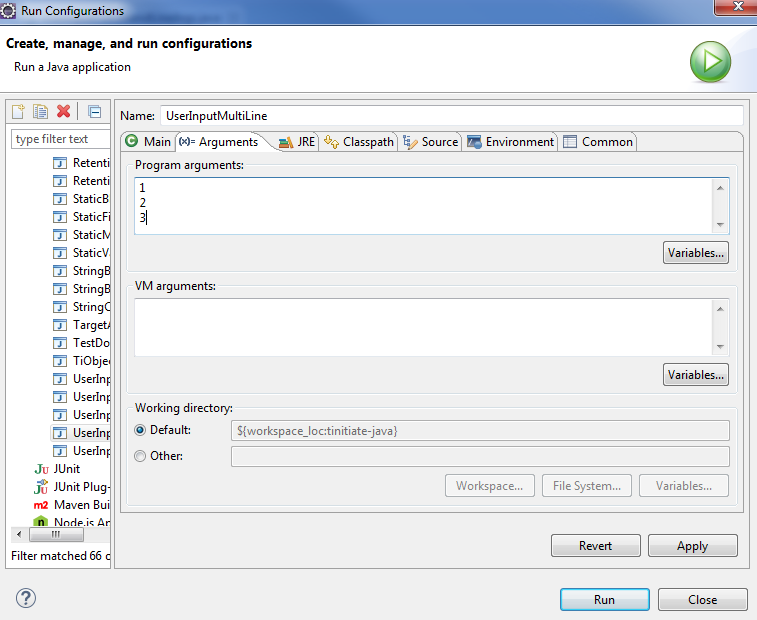 Run Configurations
Create, manage, and run configurations
Run a Java application
type filter text
Retenti
Retenti
StaticB
StaticFi
StaticM
StaticV
StringB
StringB
StringC
TargetA
TestDo
TiObje
UserInp
UserInp
UserInp
UserInp
UserInp
JUnit
JUnit Plug-
Maven Bui
Node.js Ap
Filter matched 66 o
Name: UserInputMultiLine
Main (x)= Arguments JRE Classpath Source Environment Common
Program arguments:
1
2
3
Variables...
VM arguments:
Variables...
Working directory:
Default: ${workspace_loc:tinitiate-java}
Other:
Workspace... File System... Variables...
Revert Apply
Run Close